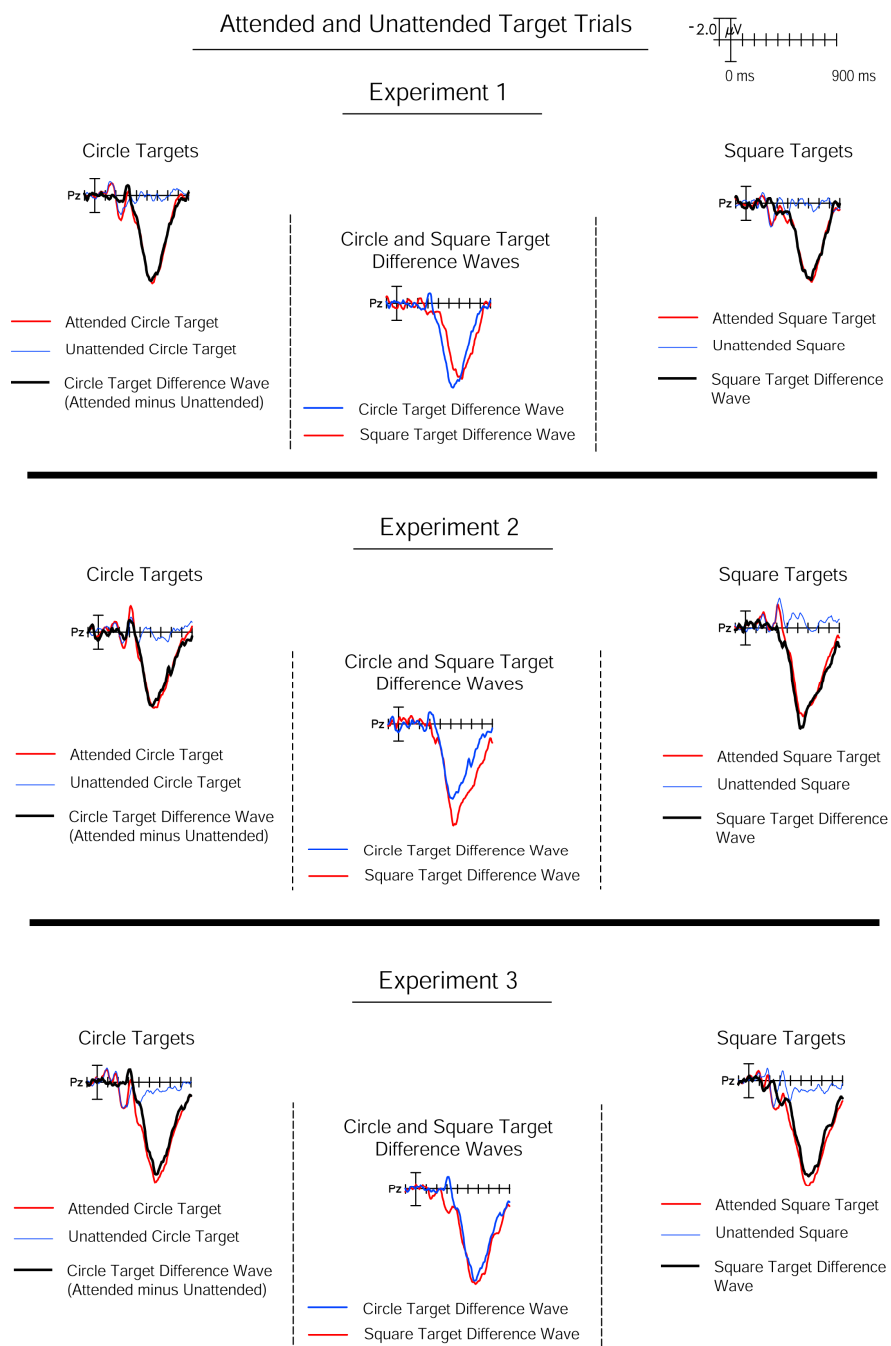 Attended and Unattended Target Trials
-2.0 µV
0 ms 900 ms
Experiment 1
Circle Targets
Pz
Attended Circle Target
Unattended Circle Target
Circle Target Difference Wave
(Attended minus Unattended)
Circle and Square Target
Difference Waves
Pz
Circle Target Difference Wave
Square Target Difference Wave
Square Targets
Pz
Attended Square Target
Unattended Square
Square Target Difference
Wave
Experiment 2
Circle Targets
Pz
Attended Circle Target
Unattended Circle Target
Circle Target Difference Wave
(Attended minus Unattended)
Circle and Square Target
Difference Waves
Pz
Circle Target Difference Wave
Square Target Difference Wave
Square Targets
Pz
Attended Square Target
Unattended Square
Square Target Difference
Wave
Experiment 3
Circle Targets
Pz
Attended Circle Target
Unattended Circle Target
Circle Target Difference Wave
(Attended minus Unattended)
Circle and Square Target
Difference Waves
Pz
Circle Target Difference Wave
Square Target Difference Wave
Square Targets
Pz
Attended Square Target
Unattended Square
Square Target Difference
Wave